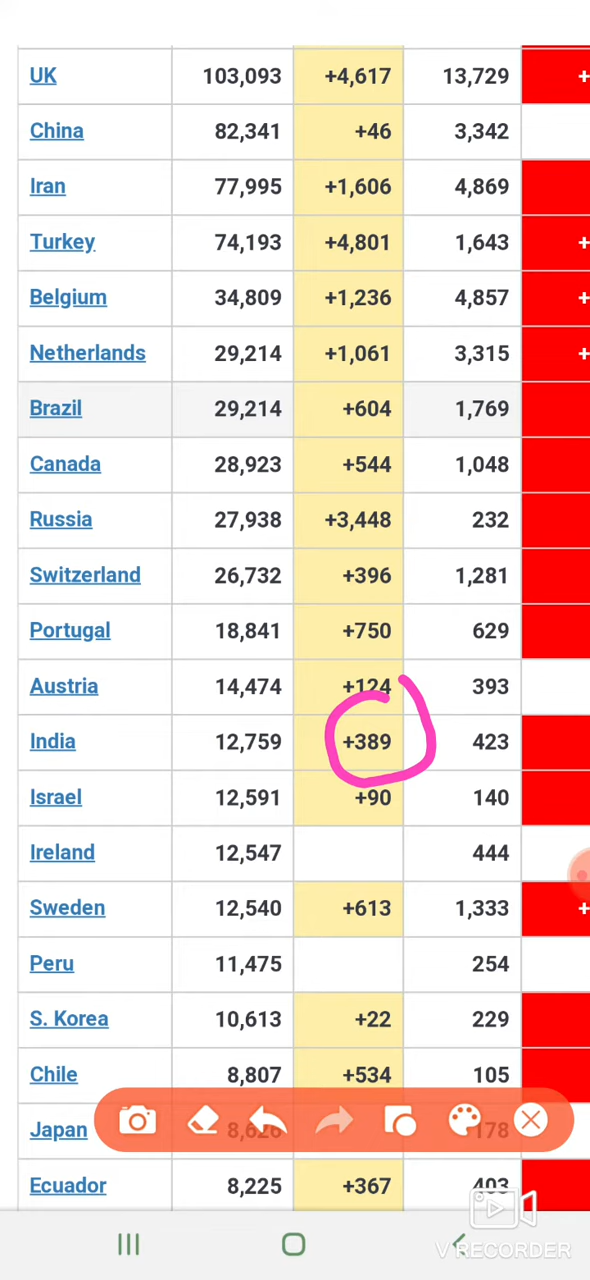 UK 103,093 +4,617 13,729 +
China 82,341 +46 3,342
Iran 77,995 +1,606 4,869
Turkey 74,193 +4,801 1,643 +
Belgium 34,809 +1,236 4,857 +
Netherlands 29,214 +1,061 3,315 +
Brazil 29,214 +604 1,769
Canada 28,923 +544 1,048
Russia 27,938 +3,448 232
Switzerland 26,732 +396 1,281
Portugal 18,841 +750 629
Austria 14,474 +124 393
India 12,759 +389 423
Israel 12,591 +90 140
Ireland 12,547 444
Sweden 12,540 +613 1,333 +
Peru 11,475 254
S. Korea 10,613 +22 229
Chile 8,807 +534 105
Japan 8,626 178
Ecuador 8,225 +367 403
V RECORDER